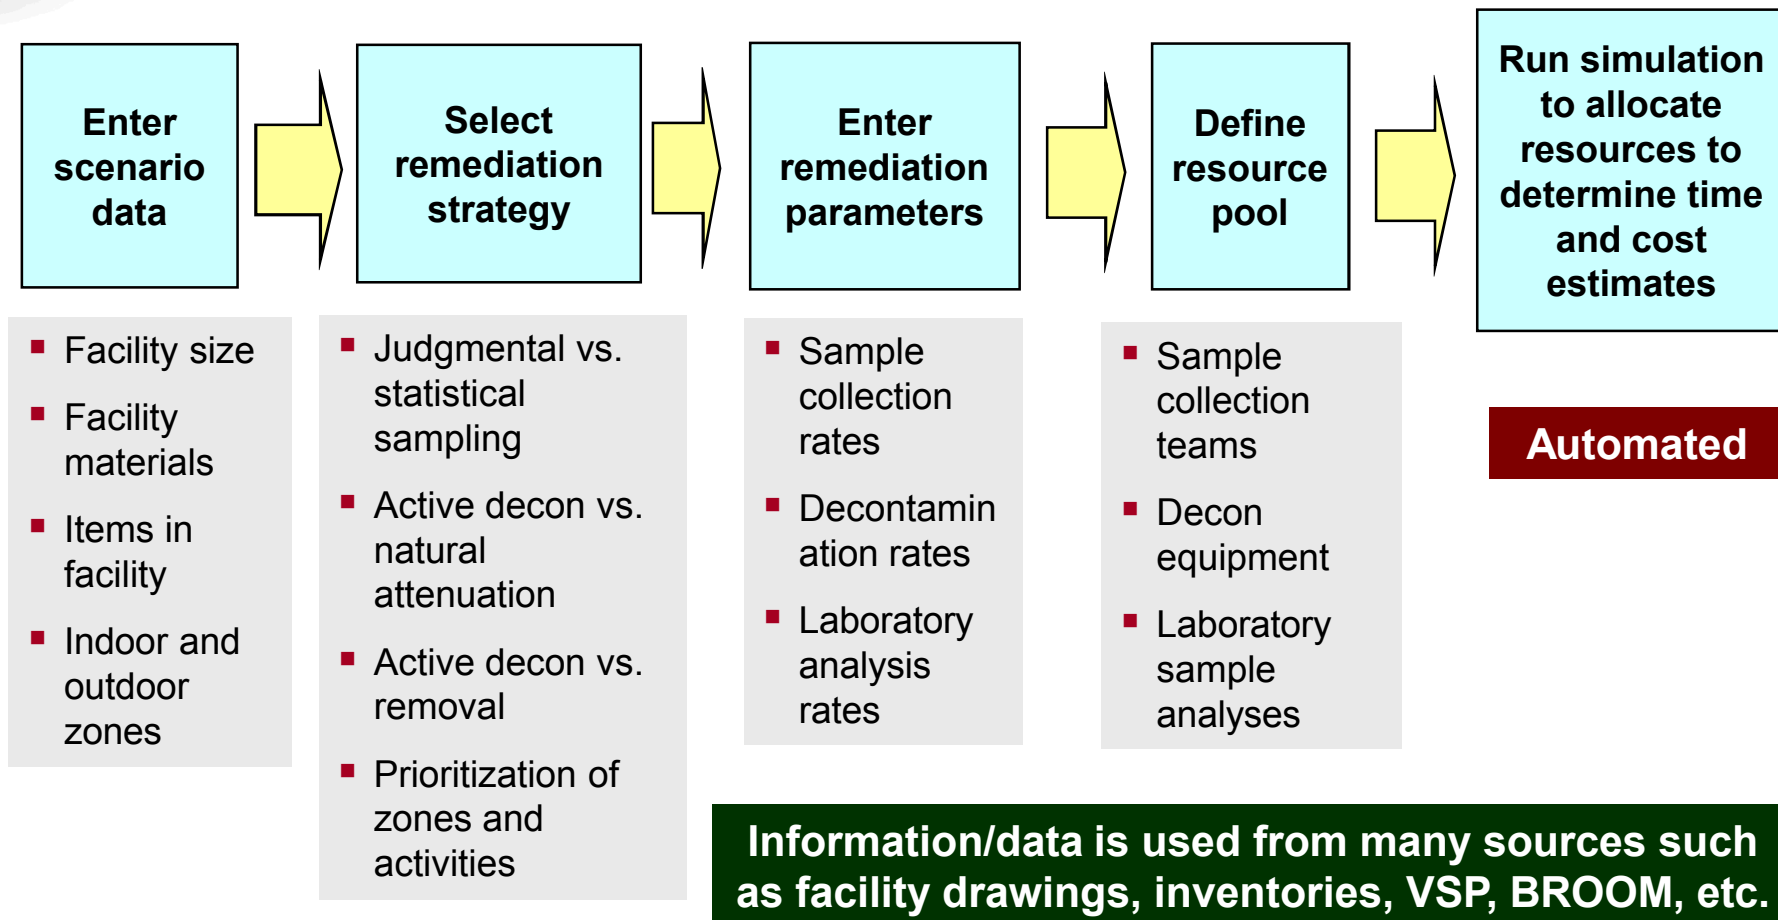 Enter
scenario
data
Select
remediation
strategy
Enter
remediation
parameters
Define
resource
pool
Run simulation
to allocate
resources to
determine time
and cost
estimates
Facility size
Facility
materials
Items in
facility
Indoor and
outdoor
zones
Judgmental vs.
statistical
sampling
Active decon vs.
natural
attenuation
Active decon vs.
removal
Prioritization of
zones and
activities
Sample
collection
rates
Decontamin
ation rates
Laboratory
analysis
rates
Sample
collection
teams
Decon
equipment
Laboratory
sample
analyses
Automated
Information/data is used from many sources such
as facility drawings, inventories, VSP, BROOM, etc.